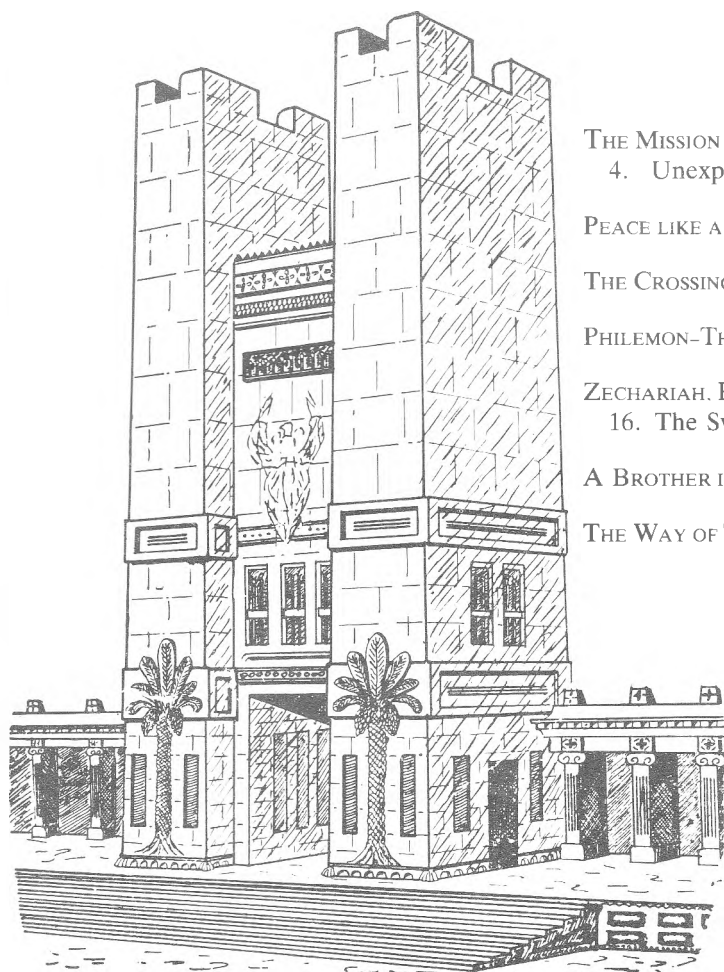 THE MISSION
4. Unexp
PEACE LIKE A
THE CROSSING
PHILEMON-TH
ZECHARIAH.
16. The Sw
A BROTHER I
THE WAY OF